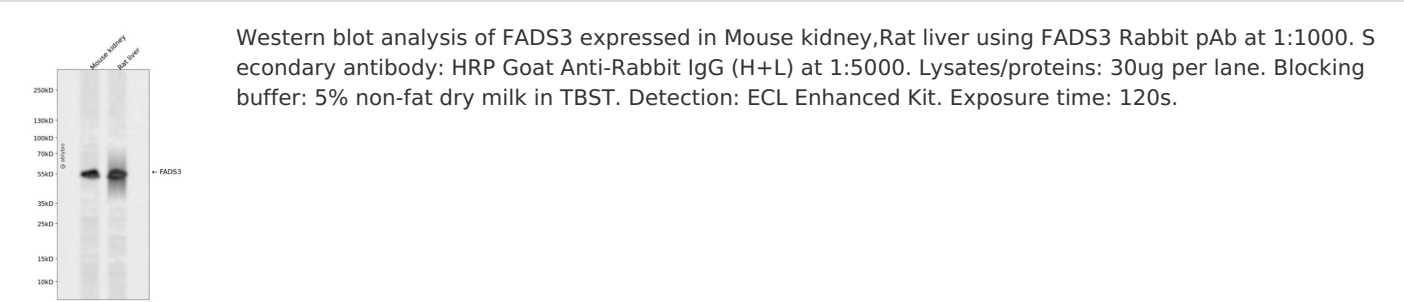 Mouse kidney
Rat liver
Western blot analysis of FADS3 expressed in Mouse kidney,Rat liver using FADS3 Rabbit pAb at 1:1000. S
econdary antibody: HRP Goat Anti-Rabbit IgG (H+L) at 1:5000. Lysates/proteins: 30ug per lane. Blocking
buffer: 5% non-fat dry milk in TBST. Detection: ECL Enhanced Kit. Exposure time: 120s.
250kD
130kD
100kD
70kD
55kD
← FADS3
35kD
25kD
15kD
10kD